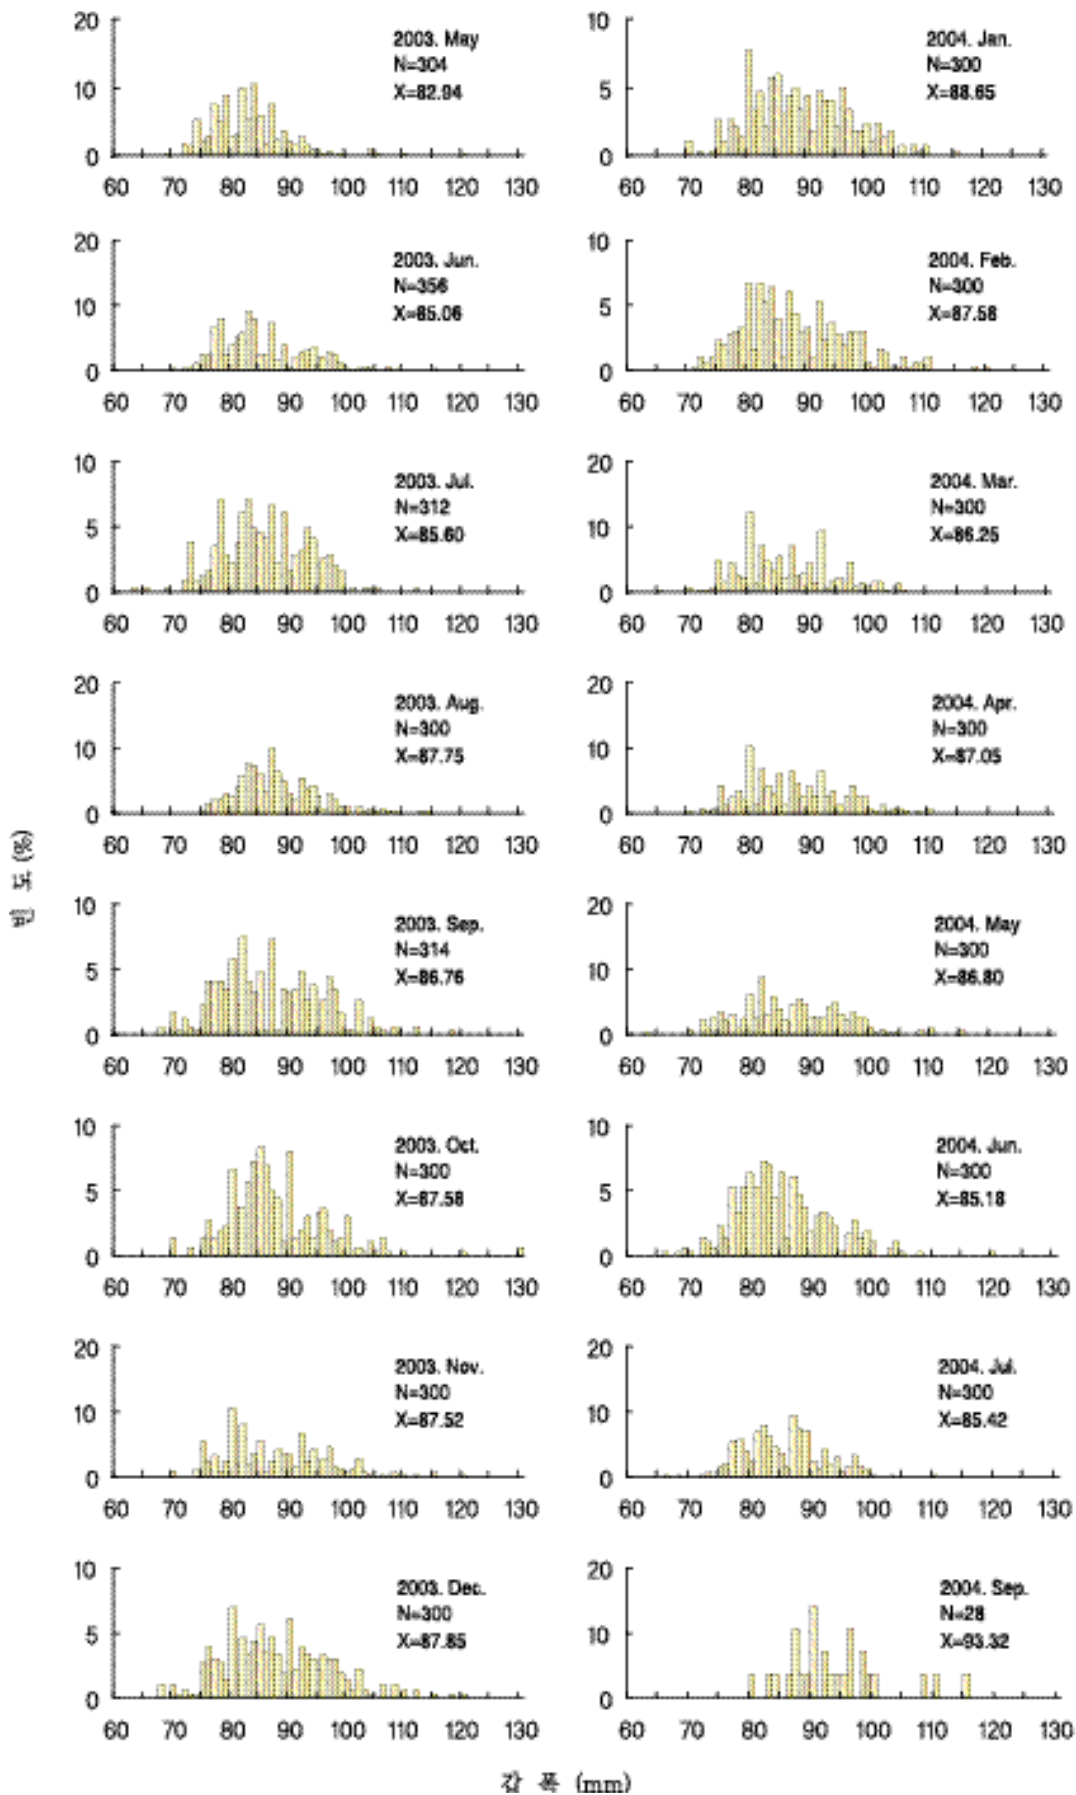 20
10
0
2003. May
N=304
X=82.94
60 70 80 90 100 110 120 130
20
10
0
2003. Jun.
N=356
X=85.06
60 70 80 90 100 110 120 130
10
5
0
2003. Jul.
N=312
X=85.60
60 70 80 90 100 110 120 130
20
10
0
2003. Aug.
N=300
X=87.75
60 70 80 90 100 110 120 130
10
5
0
2003. Sep.
N=314
X=86.76
60 70 80 90 100 110 120 130
10
5
0
2003. Oct.
N=300
X=87.58
60 70 80 90 100 110 120 130
20
10
0
2003. Nov.
N=300
X=87.52
60 70 80 90 100 110 120 130
10
5
0
2003. Dec.
N=300
X=87.85
60 70 80 90 100 110 120 130
10
5
0
2004. Jan.
N=300
X=88.65
60 70 80 90 100 110 120 130
10
5
0
2004. Feb.
N=300
X=87.58
60 70 80 90 100 110 120 130
20
10
0
2004. Mar.
N=300
X=86.25
60 70 80 90 100 110 120 130
20
10
0
2004. Apr.
N=300
X=87.05
60 70 80 90 100 110 120 130
20
10
0
2004. May
N=300
X=86.80
60 70 80 90 100 110 120 130
10
5
0
2004. Jun.
N=300
X=85.18
60 70 80 90 100 110 120 130
20
10
0
2004. Jul.
N=300
X=85.42
60 70 80 90 100 110 120 130
20
10
0
2004. Sep.
N=28
X=93.32
60 70 80 90 100 110 120 130
빈 도 (%)
갑 폭 (mm)